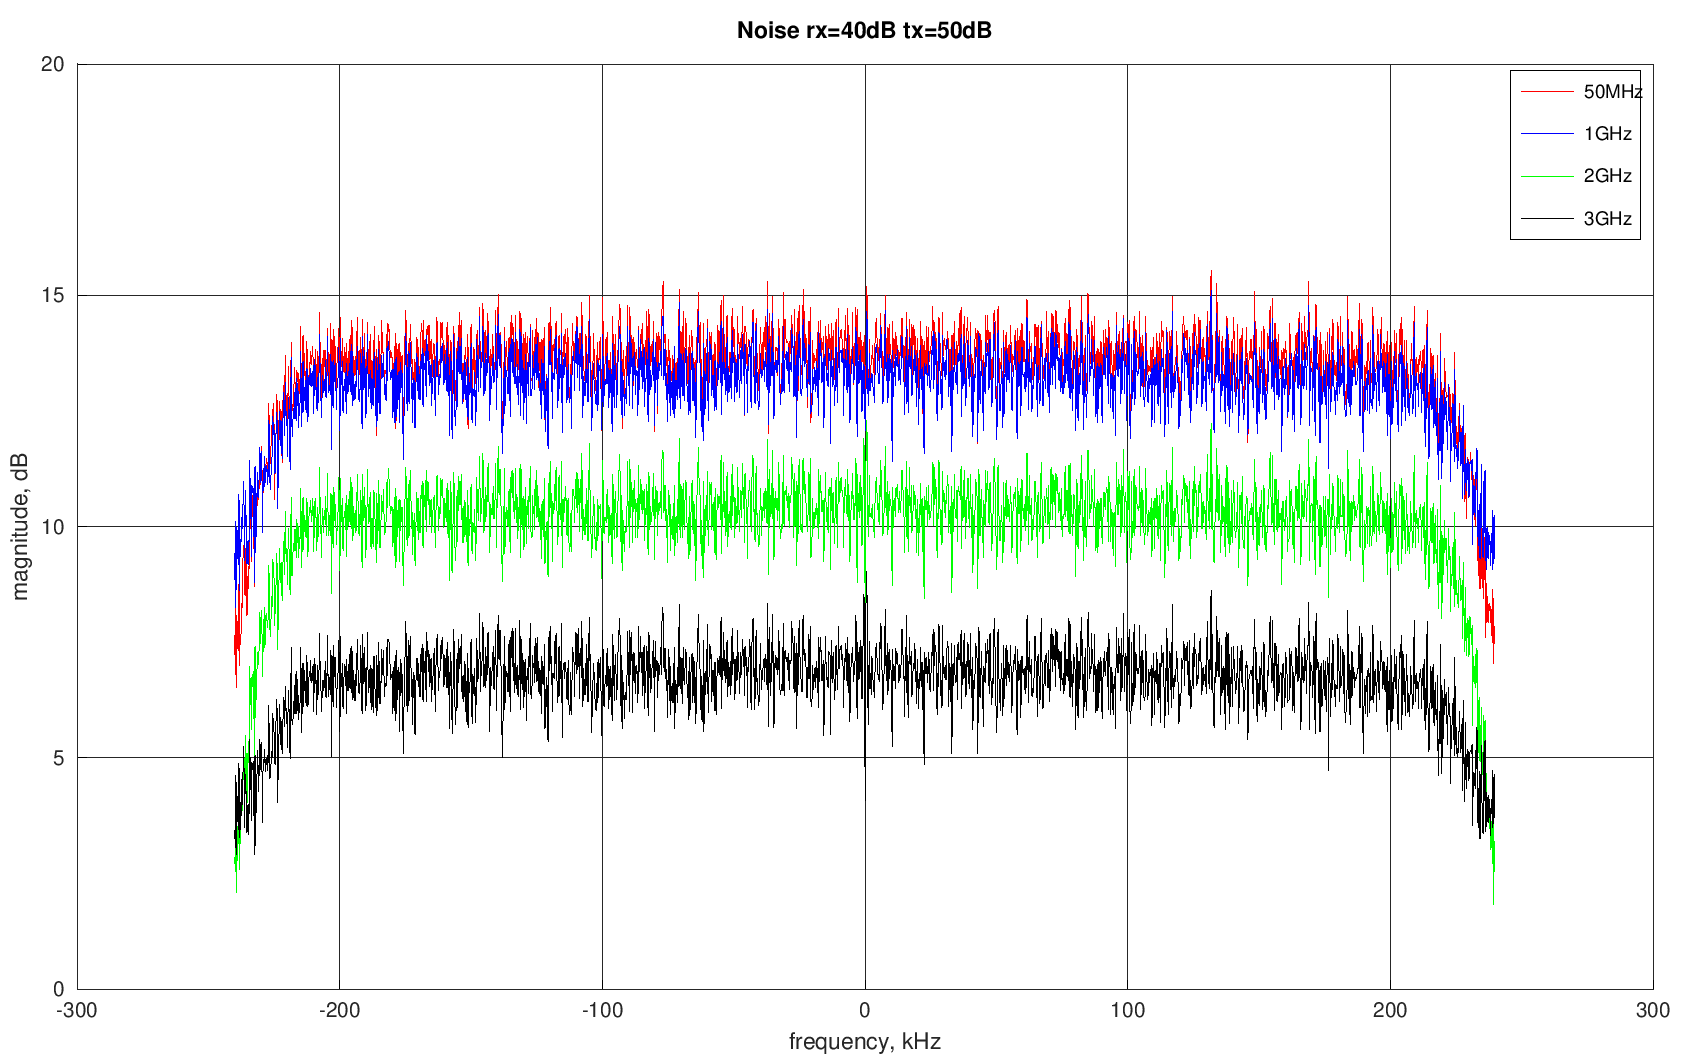 Noise rx=40dB tx=50dB
20
15
10
5
0
magnitude, dB
50MHz
1GHz
2GHz
3GHz
-300
-200
-100
0
100
200
300
frequency, kHz